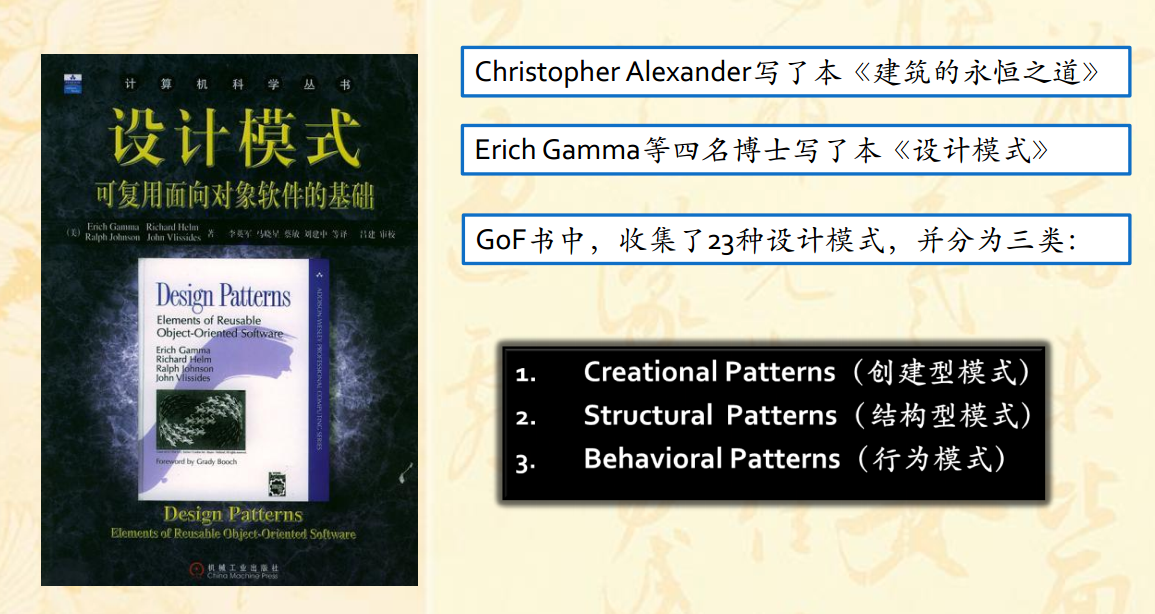 计算机科学丛书
设计模式
可复用面向对象软件的基础
(美) Erich Gamma Richard Helm
Ralph Johnson John Vlissides 著 李英军 马晓星 蔡敏 刘建中 等译 吕建 审校
Design Patterns
Elements of Reusable
Object-Oriented Software
Erich Gamma
Richard Helm
Ralph Johnson
John Vlissides
Foreword by Grady Booch
ADDISON-WESLEY PROFESSIONAL COMPUTING SERIES
Design Patterns
Elements of Reusable Object-Oriented Software
机械工业出版社
China Machine Press
Christopher Alexander写了本《建筑的永恒之道》
Erich Gamma等四名博士写了本《设计模式》
GoF书中，收集了23种设计模式，并分为三类：
1. Creational Patterns（创建型模式）
2. Structural Patterns（结构型模式）
3. Behavioral Patterns（行为模式）